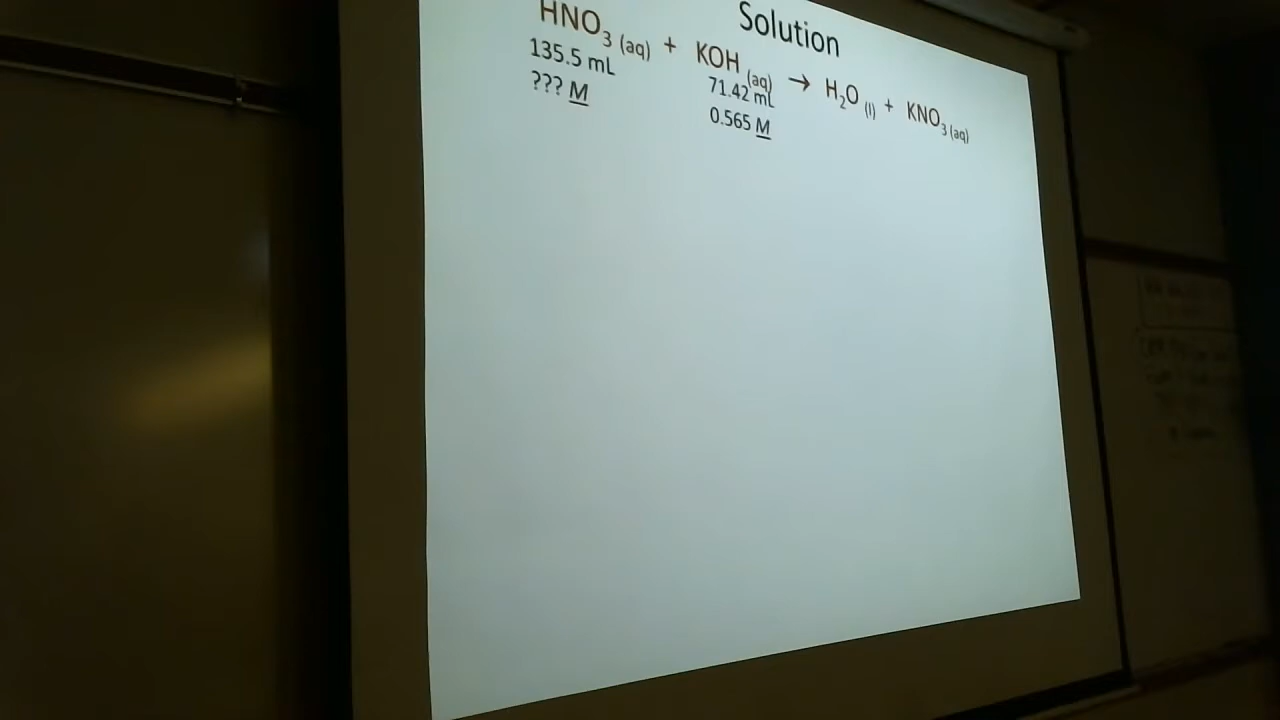 Solution
HNO₃ (aq) + KOH (aq) → H₂O (l) + KNO₃ (aq)
135.5 mL 71.42 mL
??? M 0.565 M